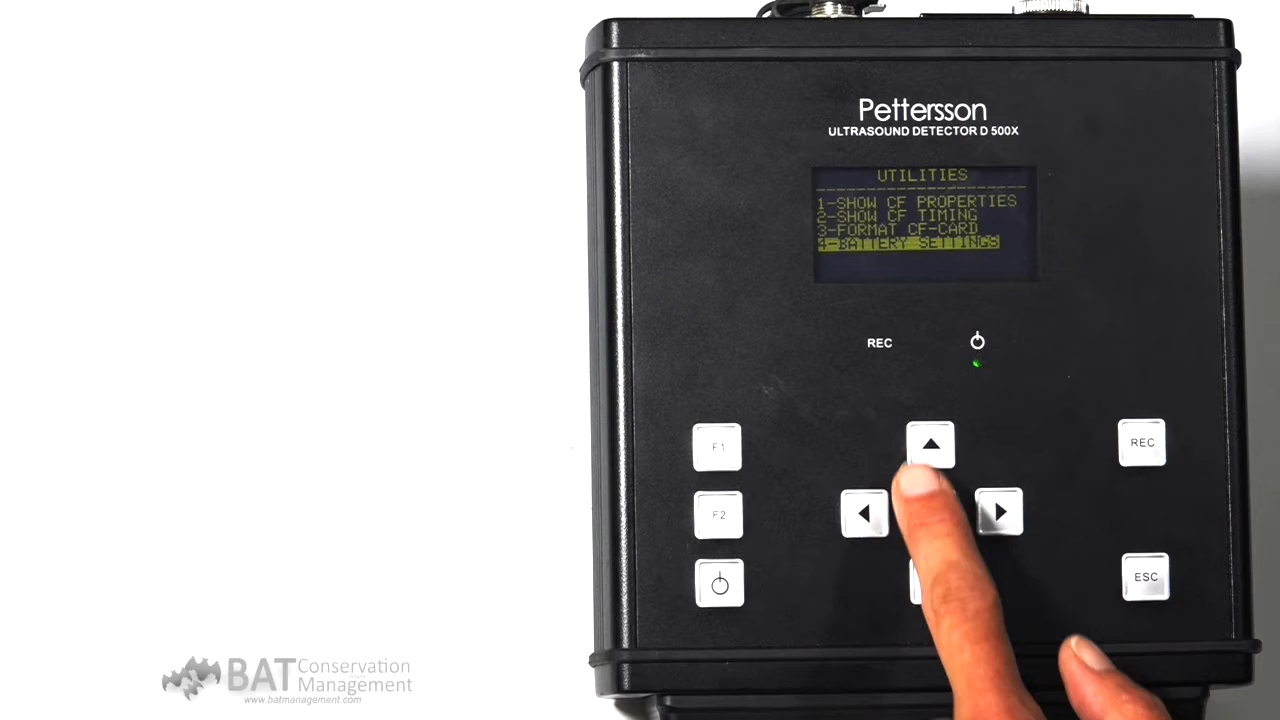 Pettersson
ULTRASOUND DETECTOR D 500X
UTILITIES
1-SHOW CF PROPERTIES
2-SHOW CF TIMING
3-FORMAT CF-CARD
4-BATTERY SETTINGS
REC
F1
REC
F2
ESC
BAT Conservation and Management
www.batmanagement.com